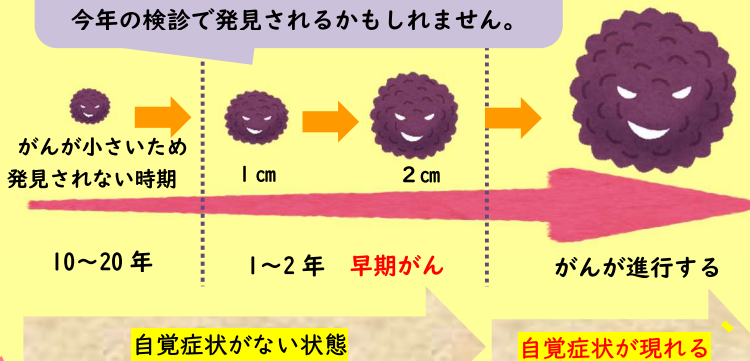 今年の検診で発見されるかもしれません。
がんが小さいため
発見されない時期
1㎝
2㎝
10～20年
1～2年
早期がん
がんが進行する
自覚症状がない状態
自覚症状が現れる